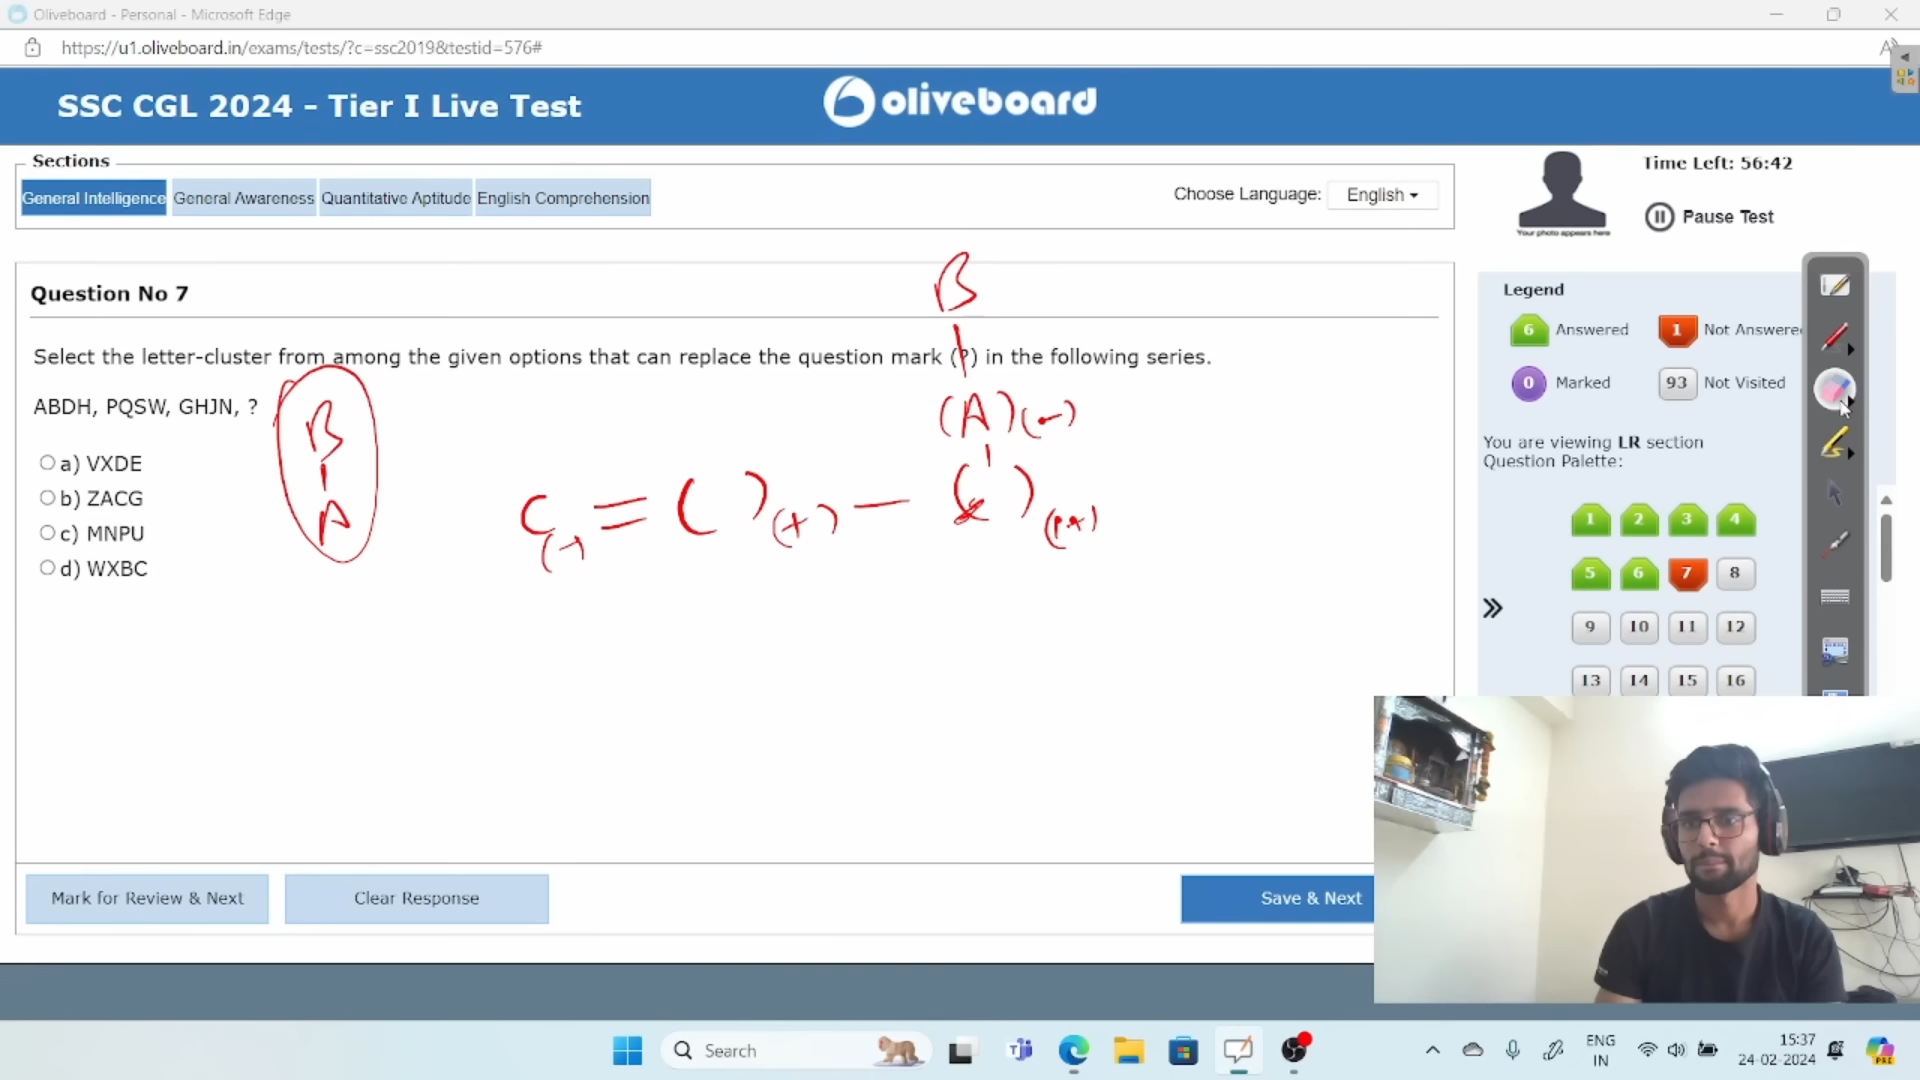 Oliveboard - Personal - Microsoft Edge
https://u1.oliveboard.in/exams/tests/?c=ssc2019&testid=576#
SSC CGL 2024 - Tier I Live Test
oliveboard
Sections
General Intelligence General Awareness Quantitative Aptitude English Comprehension
Choose Language: English
Your photo appears here
Time Left: 56:42
Pause Test
Question No 7
Select the letter-cluster from among the given options that can replace the question mark (?) in the following series.
ABDH, PQSW, GHJN, ?
a) VXDE
b) ZACG
c) MNPU
d) WXBC
B
A
B
(A)(-)
C(-) = ( )(+) -
Legend
6 Answered
1 Not Answere
0 Marked
93 Not Visited
You are viewing LR section
Question Palette:
1 2 3 4
5 6 7 8
9 10 11 12
13 14 15 16
Mark for Review & Next
Clear Response
Save & Next
Search
ENG
IN
15:37
24-02-2024
PRE